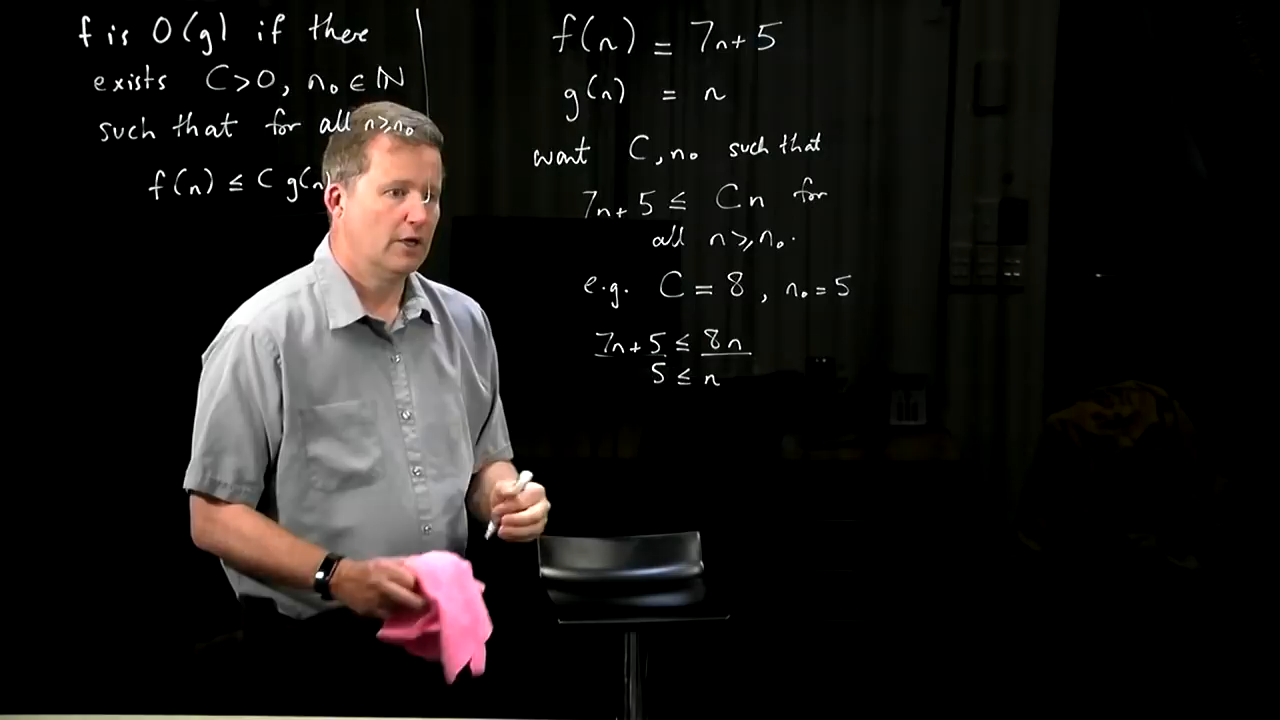 f is O(g) if there
exists C>0, n₀ ∈ ℕ
such that for all n≥n₀
f(n) ≤ C g(n)
f(n) = 7n+5
g(n) = n
want C, n₀ such that
7n+5 ≤ Cn for
all n≥n₀.
e.g. C = 8, n₀ = 5
7n+5 ≤ 8n
5 ≤ n